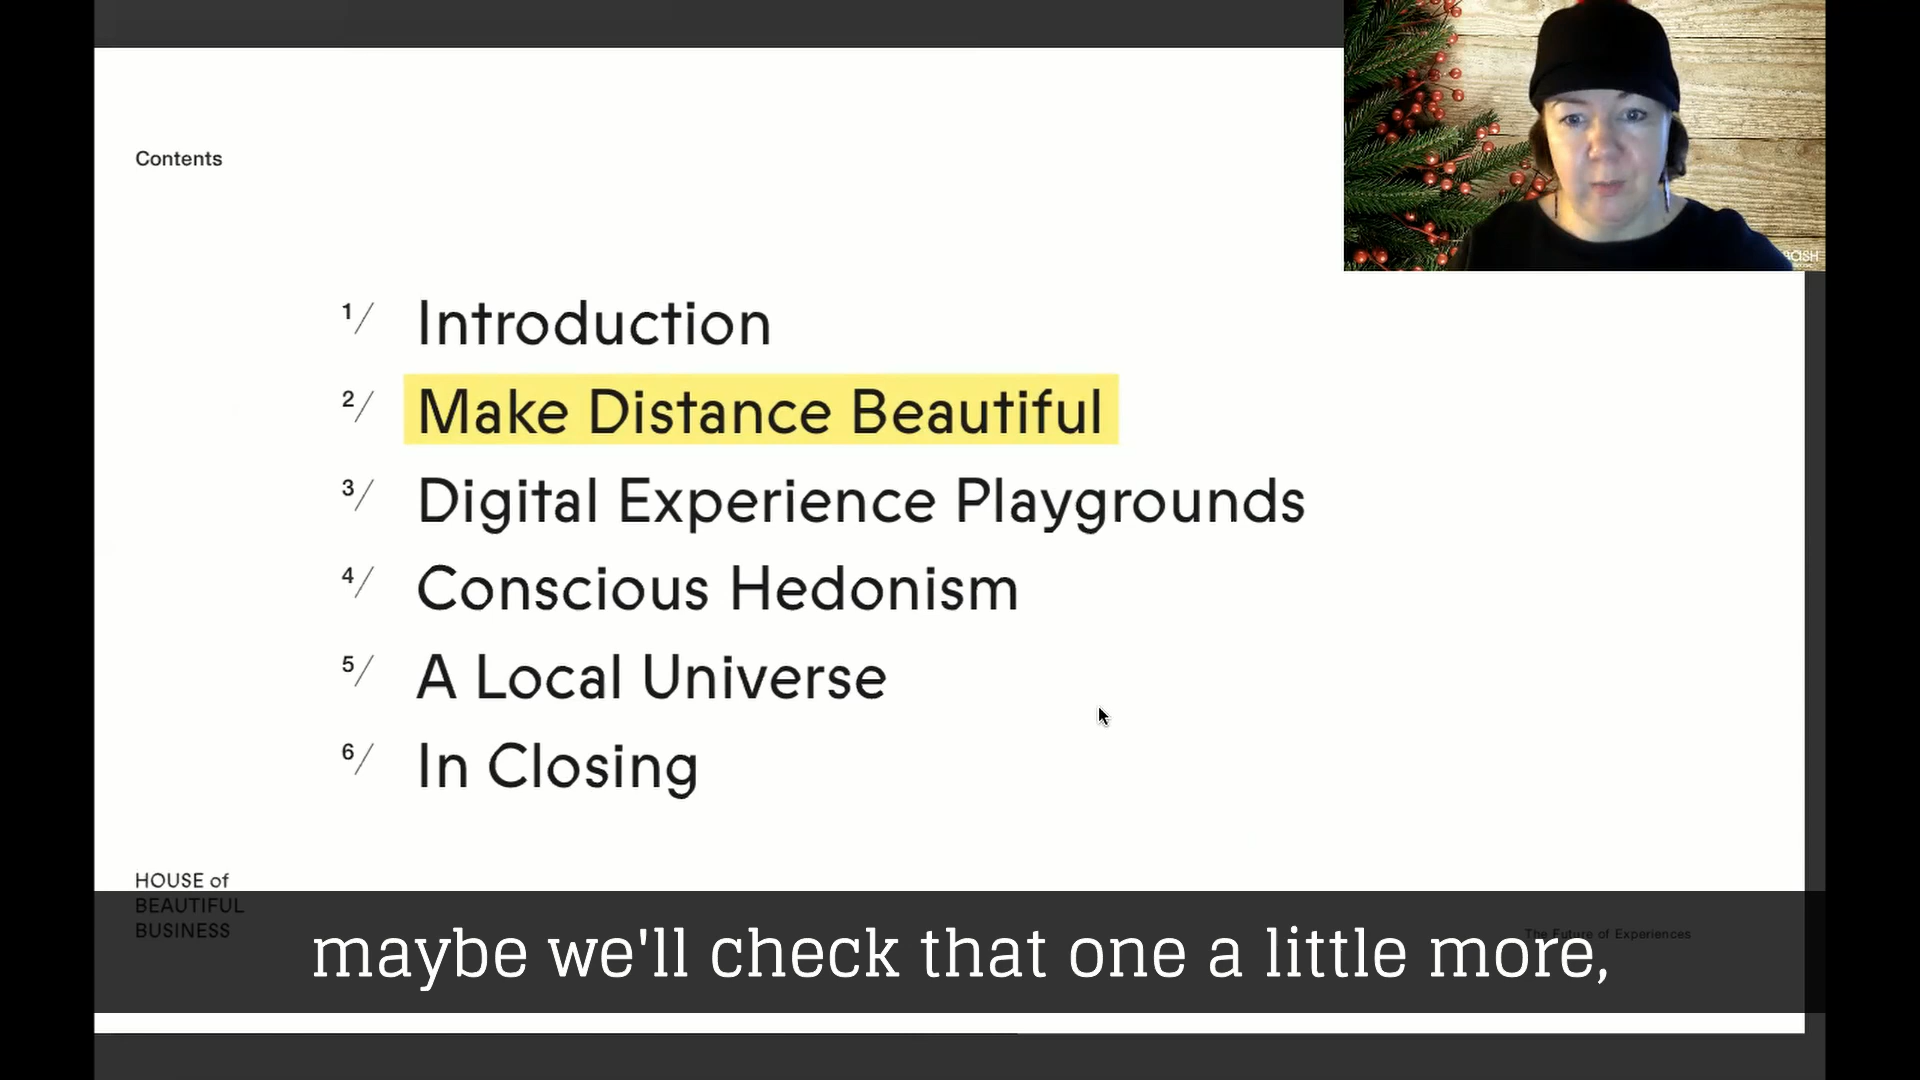 Contents
1/ Introduction
2/ Make Distance Beautiful
3/ Digital Experience Playgrounds
4/ Conscious Hedonism
5/ A Local Universe
6/ In Closing
HOUSE of
BEAUTIFUL
BUSINESS
The Future of Experiences
maybe we'll check that one a little more,